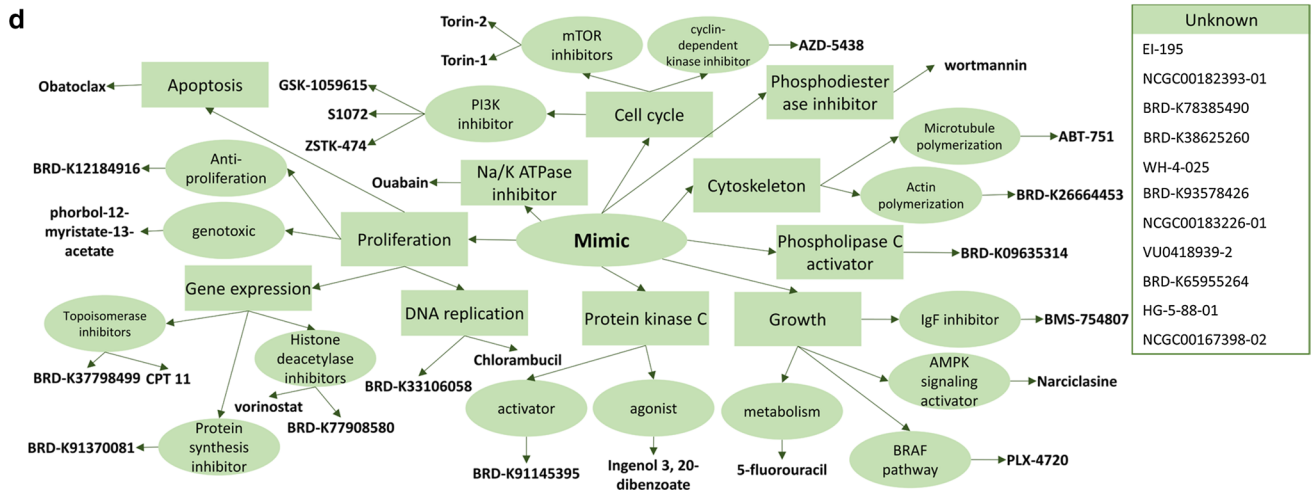 d
Torin-2
Torin-1
mTOR
inhibitors
cyclin-
dependent
kinase inhibitor
AZD-5438
Obatoclax
Apoptosis
GSK-1059615
S1072
ZSTK-474
PI3K
inhibitor
Cell cycle
Phosphodiester
ase inhibitor
wortmannin
Microtubule
polymerization
ABT-751
BRD-K12184916
Anti-
proliferation
Ouabain
Na/K ATPase
inhibitor
Cytoskeleton
Actin
polymerization
BRD-K26664453
phorbol-12-
myristate-13-
acetate
genotoxic
Proliferation
Mimic
Phospholipase C
activator
BRD-K09635314
Gene expression
Topoisomerase
inhibitors
DNA replication
Protein kinase C
Growth
IgF inhibitor
BMS-754807
Histone
deacetylase
inhibitors
BRD-K37798499
CPT 11
Chlorambucil
BRD-K33106058
AMPK
signaling
activator
Narciclasine
vorinostat
BRD-K77908580
activator
agonist
metabolism
BRD-K91370081
Protein
synthesis
inhibitor
BRD-K91145395
Ingenol 3, 20-
dibenzoate
5-fluorouracil
BRAF
pathway
PLX-4720
Unknown
EI-195
NCGC00182393-01
BRD-K78385490
BRD-K38625260
WH-4-025
BRD-K93578426
NCGC00183226-01
VU0418939-2
BRD-K65955264
HG-5-88-01
NCGC00167398-02